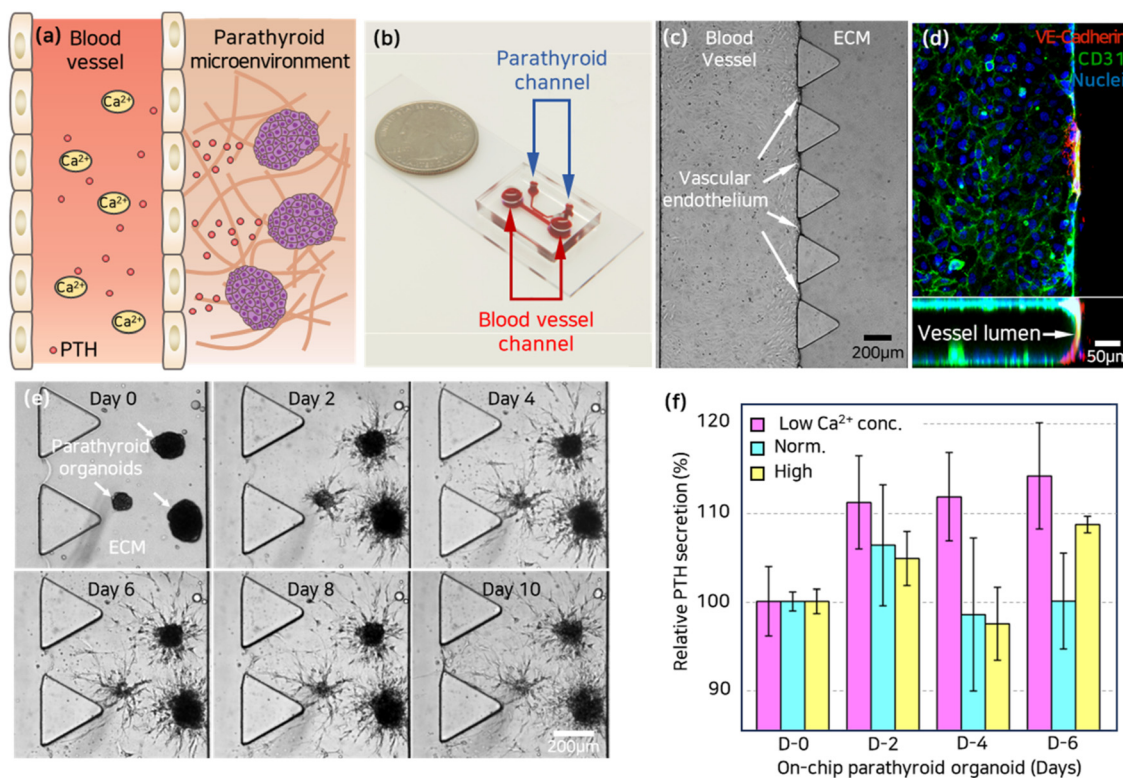 (a)
Blood
vessel
Parathyroid
microenvironment
Ca²⁺
Ca²⁺
Ca²⁺
Ca²⁺
Ca²⁺
PTH
(b)
Parathyroid
channel
Blood vessel
channel
(c)
Blood
Vessel
ECM
Vascular
endothelium
200μm
(d)
VE-Cadherin
CD31
Nuclei
Vessel lumen
50μm
(e)
Day 0
Parathyroid
organoids
ECM
Day 2
Day 4
Day 6
Day 8
Day 10
200μm
(f)
Relative PTH secretion (%)
120
110
100
90
Low Ca²⁺ conc.
Norm.
High
D-0
D-2
D-4
D-6
On-chip parathyroid organoid (Days)